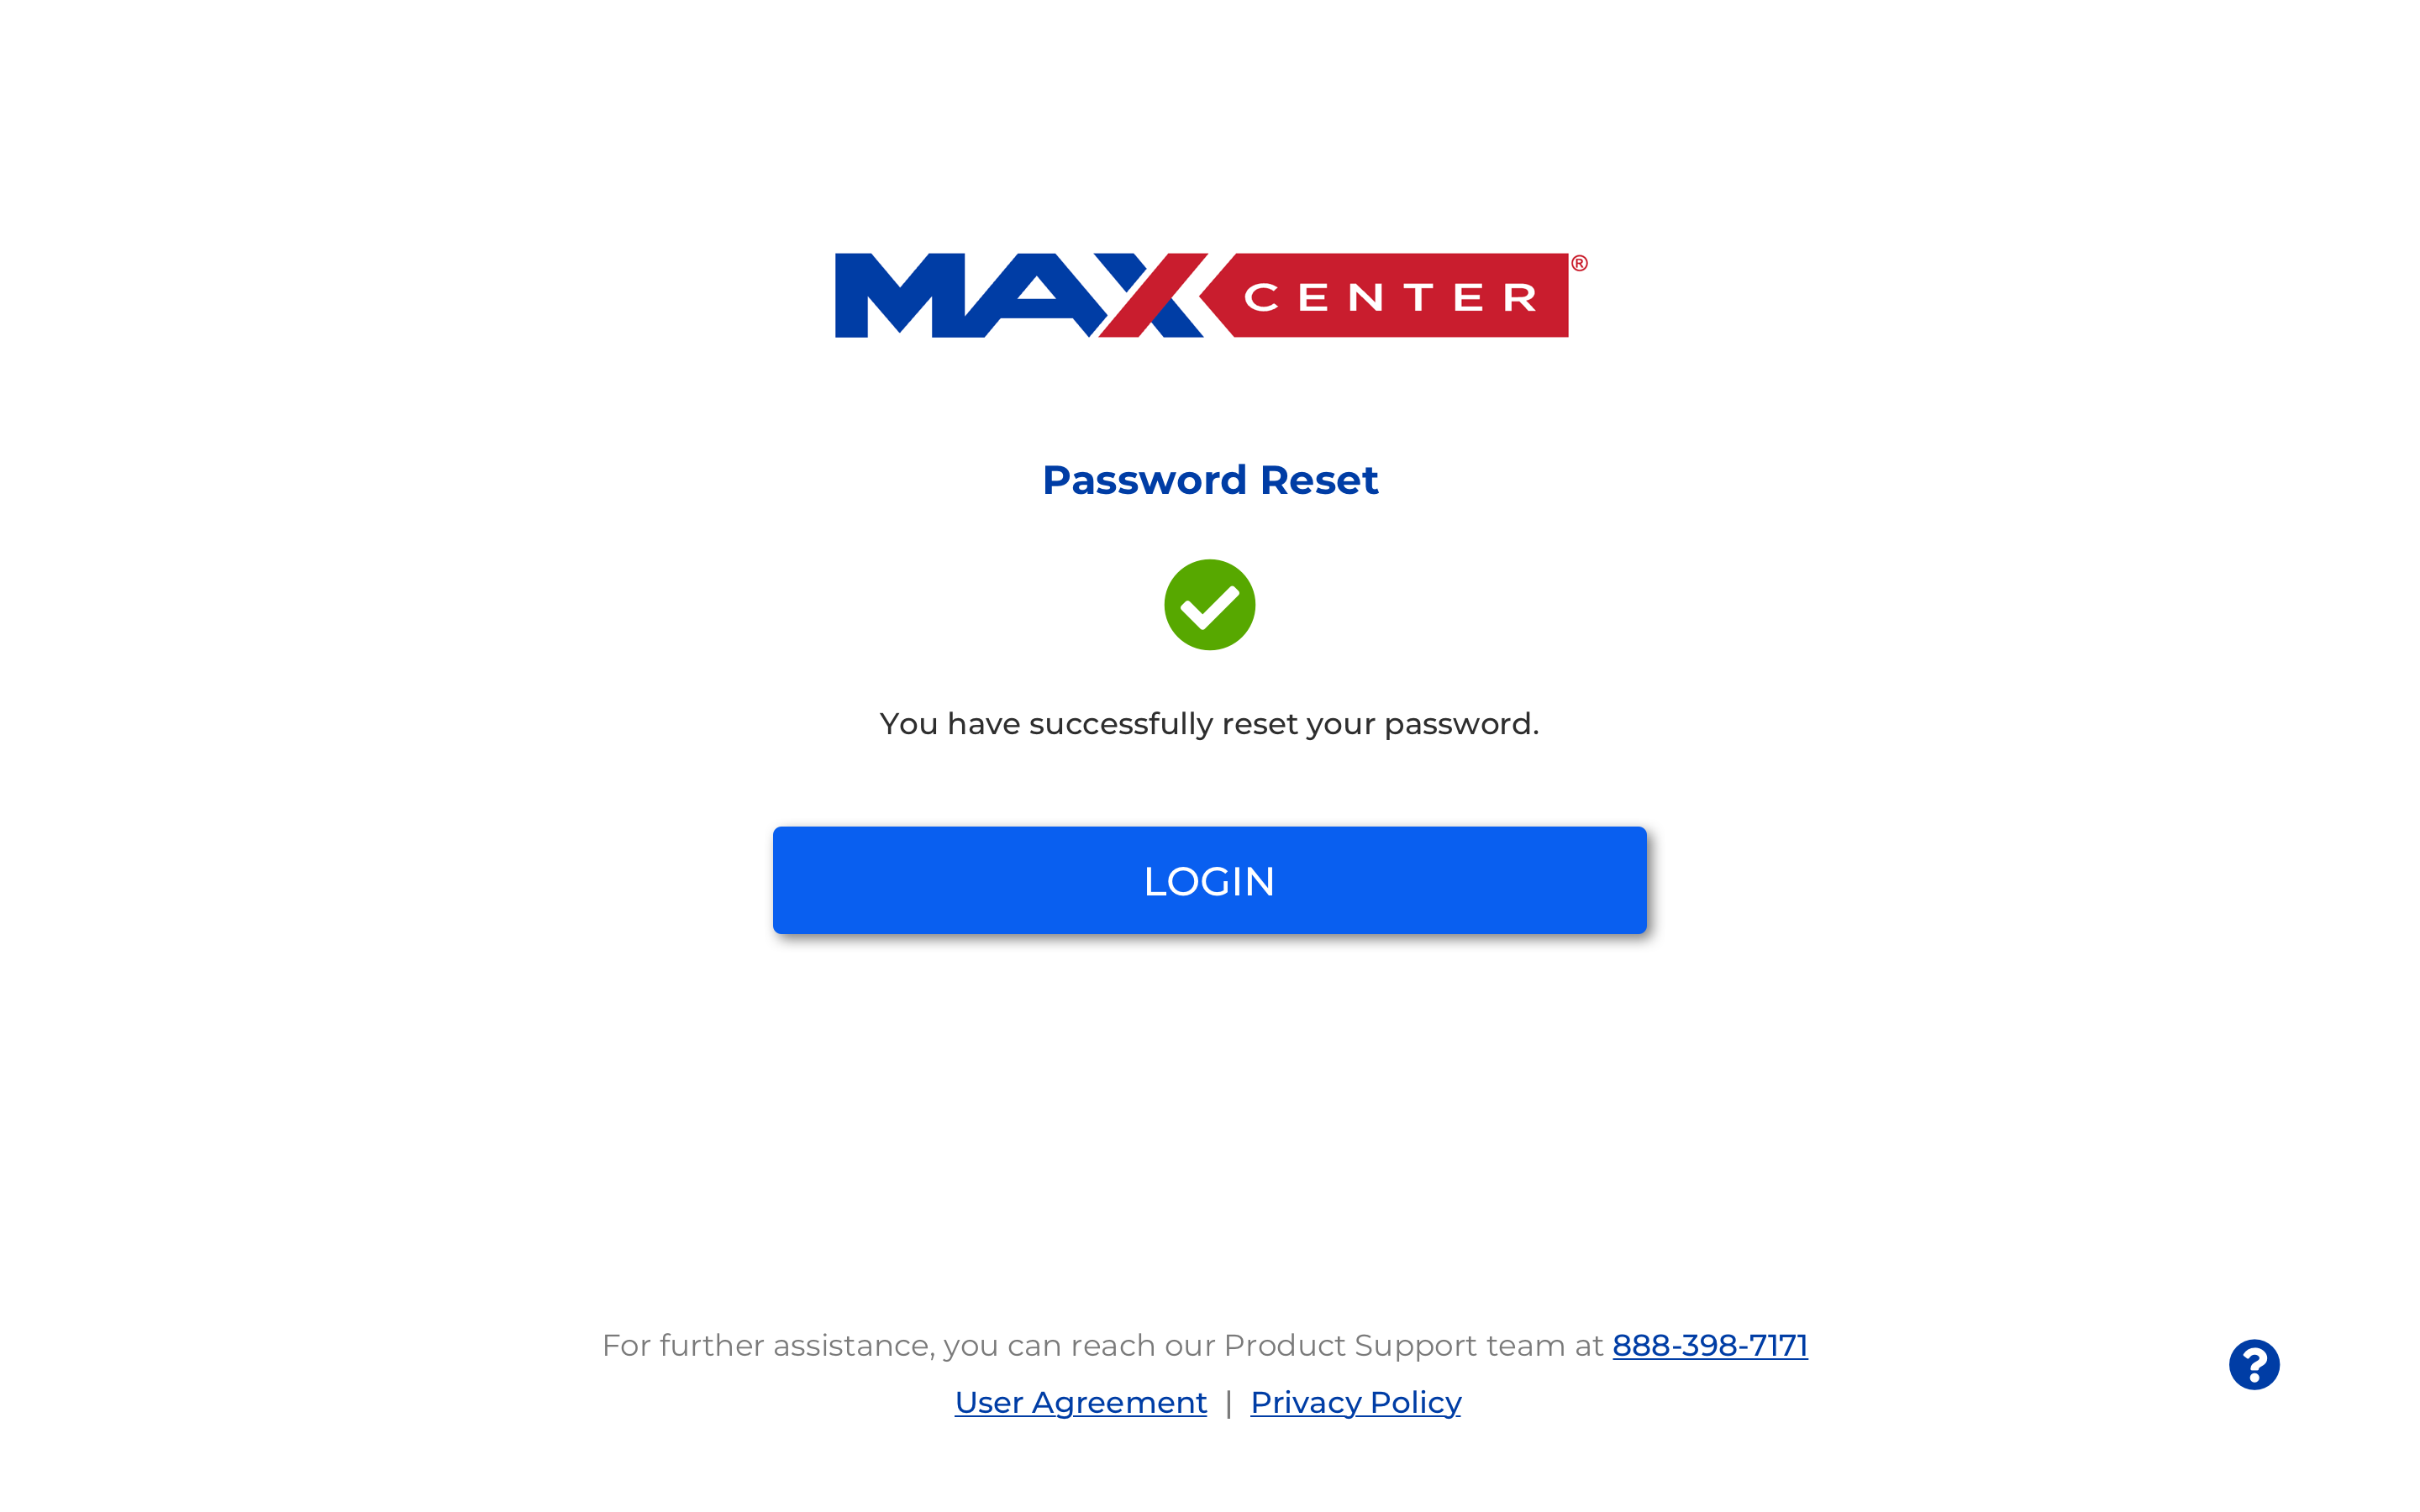 MAX CENTER®
Password Reset
You have successfully reset your password.
LOGIN
For further assistance, you can reach our Product Support team at 888-398-7171
User Agreement | Privacy Policy
?